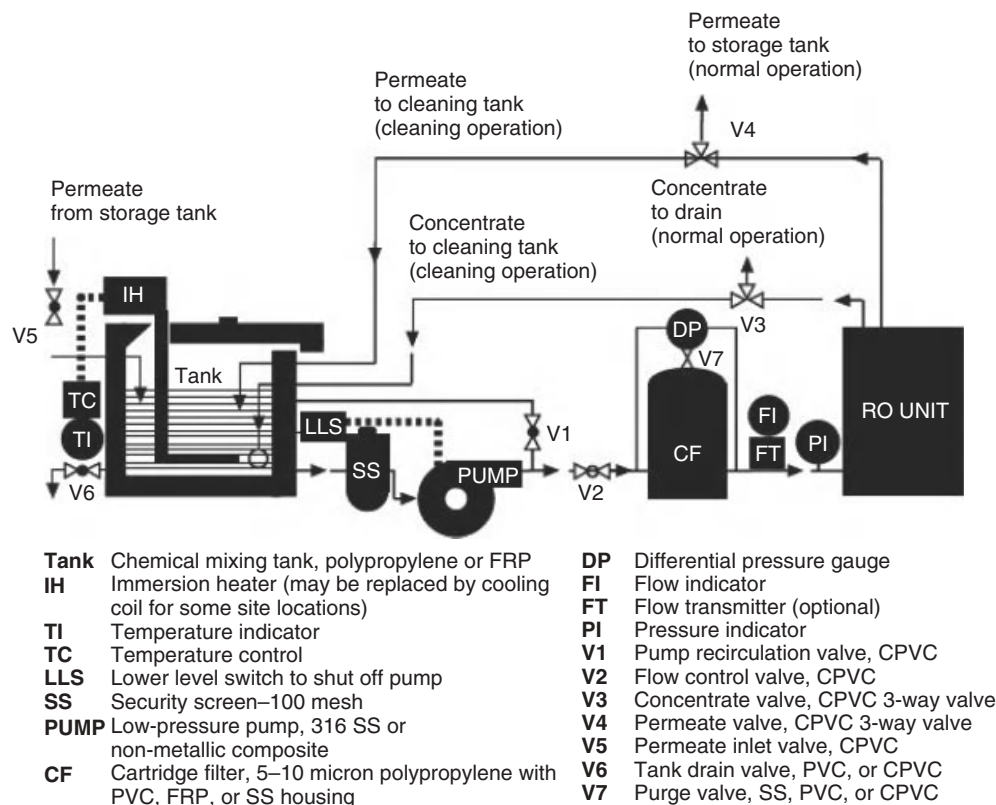 Permeate
to storage tank
(normal operation)
Permeate
to cleaning tank
(cleaning operation)
V4
Permeate
from storage tank
Concentrate
to drain
(normal operation)
Concentrate
to cleaning tank
(cleaning operation)
IH
V3
V5
DP
V7
Tank
TC
RO UNIT
LLS
FI
TI
V1
PI
CF
FT
SS
PUMP
V6
V2
Tank Chemical mixing tank, polypropylene or FRP
IH Immersion heater (may be replaced by cooling
coil for some site locations)
TI Temperature indicator
TC Temperature control
LLS Lower level switch to shut off pump
SS Security screen–100 mesh
PUMP Low-pressure pump, 316 SS or
non-metallic composite
CF Cartridge filter, 5–10 micron polypropylene with
PVC, FRP, or SS housing
DP Differential pressure gauge
FI Flow indicator
FT Flow transmitter (optional)
PI Pressure indicator
V1 Pump recirculation valve, CPVC
V2 Flow control valve, CPVC
V3 Concentrate valve, CPVC 3-way valve
V4 Permeate valve, CPVC 3-way valve
V5 Permeate inlet valve, CPVC
V6 Tank drain valve, PVC, or CPVC
V7 Purge valve, SS, PVC, or CPVC